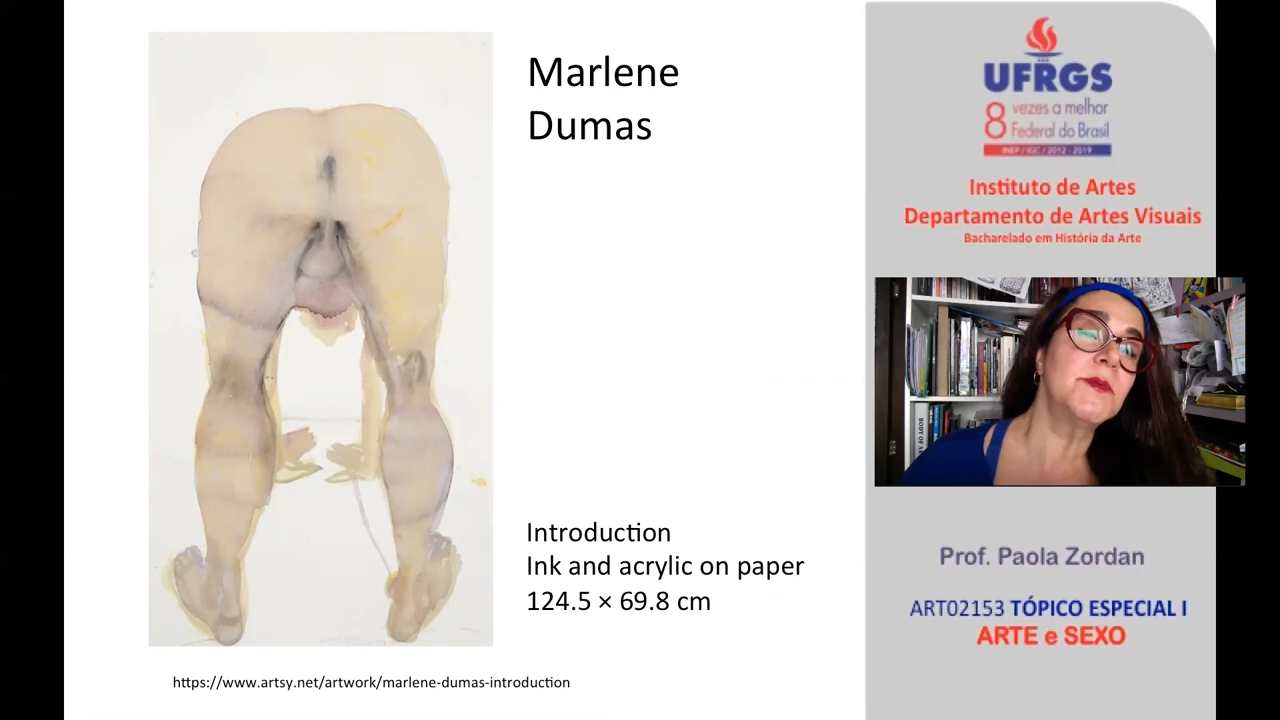 Marlene
Dumas
Introduction
Ink and acrylic on paper
124.5 × 69.8 cm
https://www.artsy.net/artwork/marlene-dumas-introduction
UFRGS
8 vezes a melhor
Federal do Brasil
INEP / IGC / 2012 - 2019
Instituto de Artes
Departamento de Artes Visuais
Bacharelado em História da Arte
Prof. Paola Zordan
ART02153 TÓPICO ESPECIAL I
ARTE e SEXO